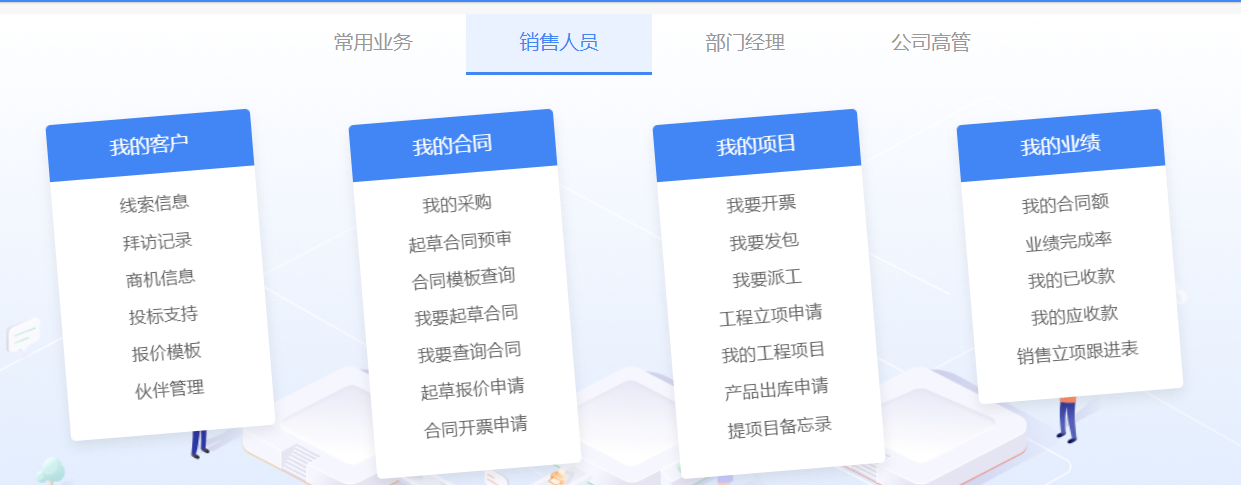 常用业务
销售人员
部门经理
公司高管
我的客户
线索信息
拜访记录
商机信息
投标支持
报价模板
伙伴管理
我的合同
我的采购
起草合同预审
合同模板查询
我要起草合同
我要查询合同
起草报价申请
合同开票申请
我的项目
我要开票
我要发包
我要派工
工程立项申请
我的工程项目
产品出库申请
提项目备忘录
我的业绩
我的合同额
业绩完成率
我的已收款
我的应收款
销售立项跟进表